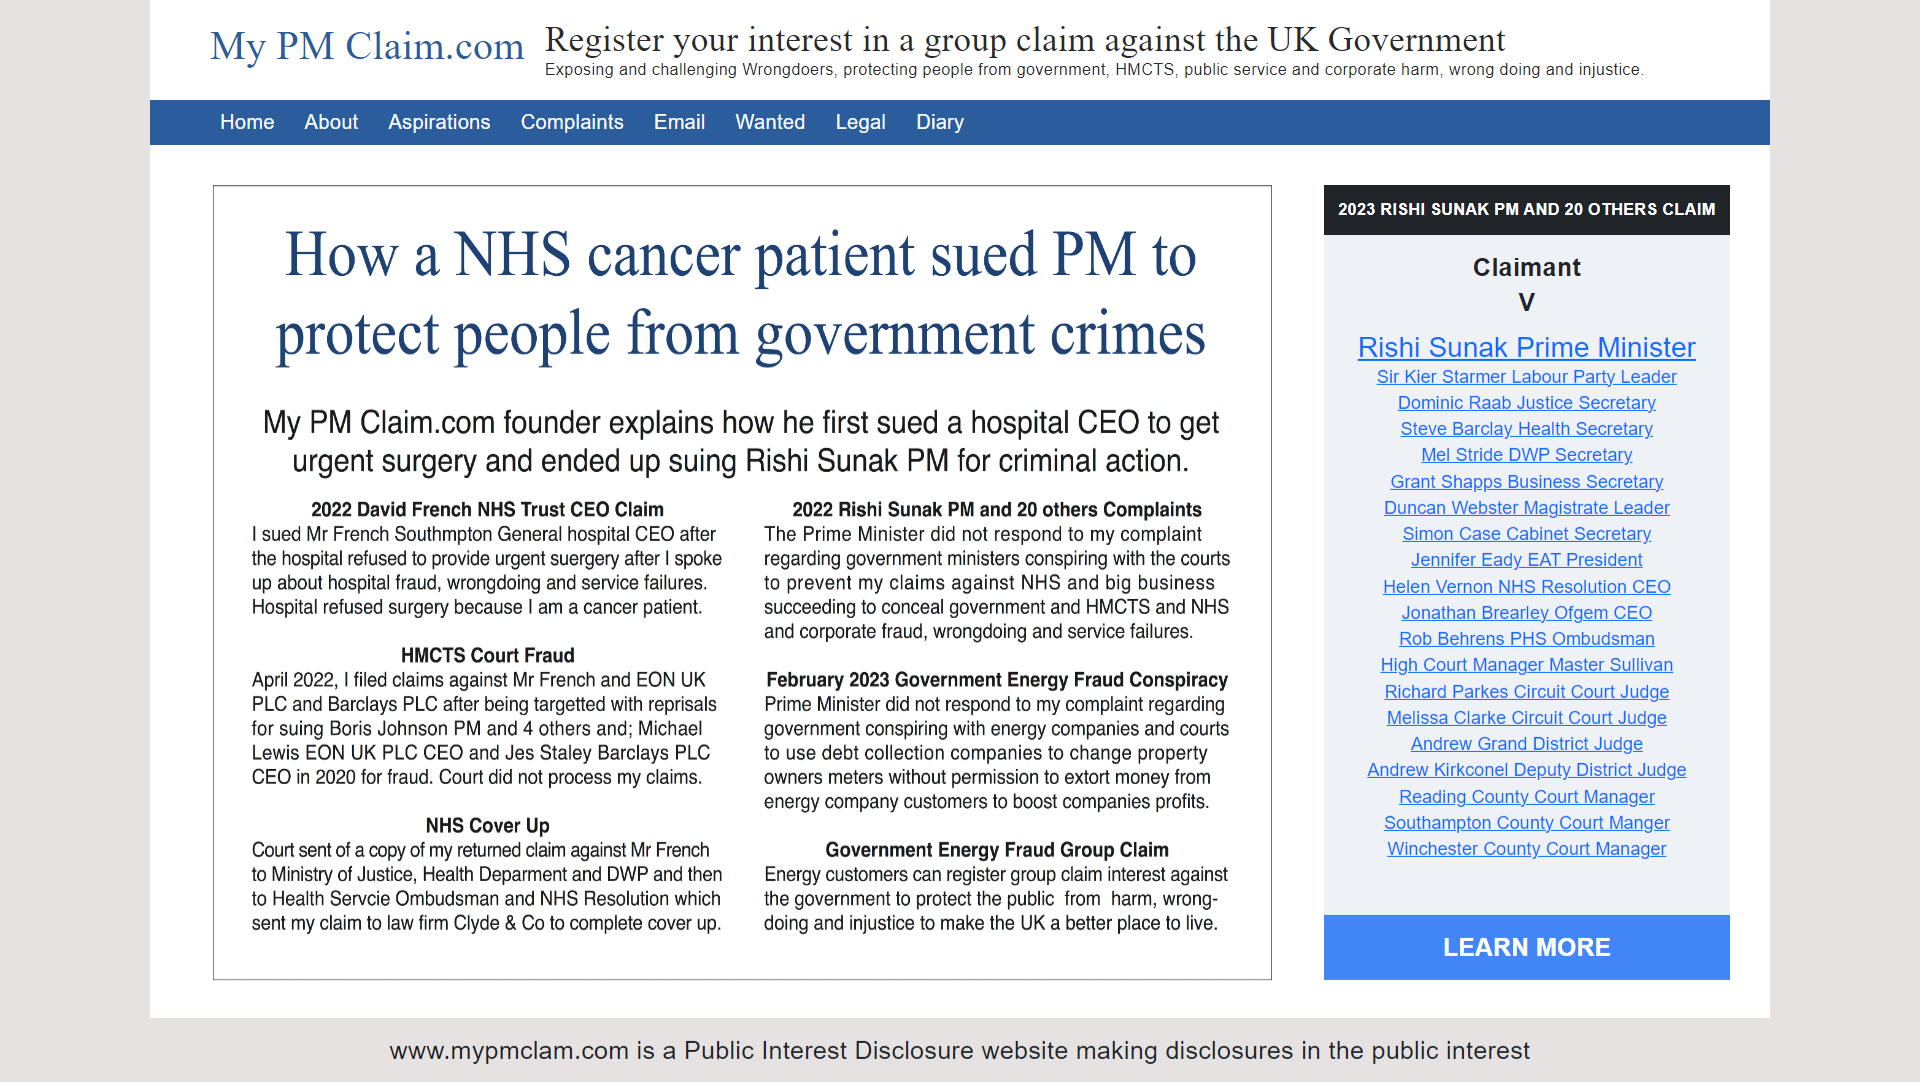 My PM Claim.com
Register your interest in a group claim against the UK Government
Exposing and challenging Wrongdoers, protecting people from government, HMCTS, public service and corporate harm, wrong doing and injustice.
Home About Aspirations Complaints Email Wanted Legal Diary
How a NHS cancer patient sued PM to
protect people from government crimes
My PM Claim.com founder explains how he first sued a hospital CEO to get
urgent surgery and ended up suing Rishi Sunak PM for criminal action.
2022 David French NHS Trust CEO Claim
I sued Mr French Southmpton General hospital CEO after
the hospital refused to provide urgent suergery after I spoke
up about hospital fraud, wrongdoing and service failures.
Hospital refused surgery because I am a cancer patient.
HMCTS Court Fraud
April 2022, I filed claims against Mr French and EON UK
PLC and Barclays PLC after being targetted with reprisals
for suing Boris Johnson PM and 4 others and; Michael
Lewis EON UK PLC CEO and Jes Staley Barclays PLC
CEO in 2020 for fraud. Court did not process my claims.
NHS Cover Up
Court sent of a copy of my returned claim against Mr French
to Ministry of Justice, Health Deparment and DWP and then
to Health Servcie Ombudsman and NHS Resolution which
sent my claim to law firm Clyde & Co to complete cover up.
2022 Rishi Sunak PM and 20 others Complaints
The Prime Minister did not respond to my complaint
regarding government ministers conspiring with the courts
to prevent my claims against NHS and big business
succeeding to conceal government and HMCTS and NHS
and corporate fraud, wrongdoing and service failures.
February 2023 Government Energy Fraud Conspiracy
Prime Minister did not respond to my complaint regarding
government conspiring with energy companies and courts
to use debt collection companies to change property
owners meters without permission to extort money from
energy company customers to boost companies profits.
Government Energy Fraud Group Claim
Energy customers can register group claim interest against
the government to protect the public from harm, wrong-
doing and injustice to make the UK a better place to live.
2023 RISHI SUNAK PM AND 20 OTHERS CLAIM
Claimant
V
Rishi Sunak Prime Minister
Sir Kier Starmer Labour Party Leader
Dominic Raab Justice Secretary
Steve Barclay Health Secretary
Mel Stride DWP Secretary
Grant Shapps Business Secretary
Duncan Webster Magistrate Leader
Simon Case Cabinet Secretary
Jennifer Eady EAT President
Helen Vernon NHS Resolution CEO
Jonathan Brearley Ofgem CEO
Rob Behrens PHS Ombudsman
High Court Manager Master Sullivan
Richard Parkes Circuit Court Judge
Melissa Clarke Circuit Court Judge
Andrew Grand District Judge
Andrew Kirkconel Deputy District Judge
Reading County Court Manager
Southampton County Court Manger
Winchester County Court Manager
LEARN MORE
www.mypmclam.com is a Public Interest Disclosure website making disclosures in the public interest